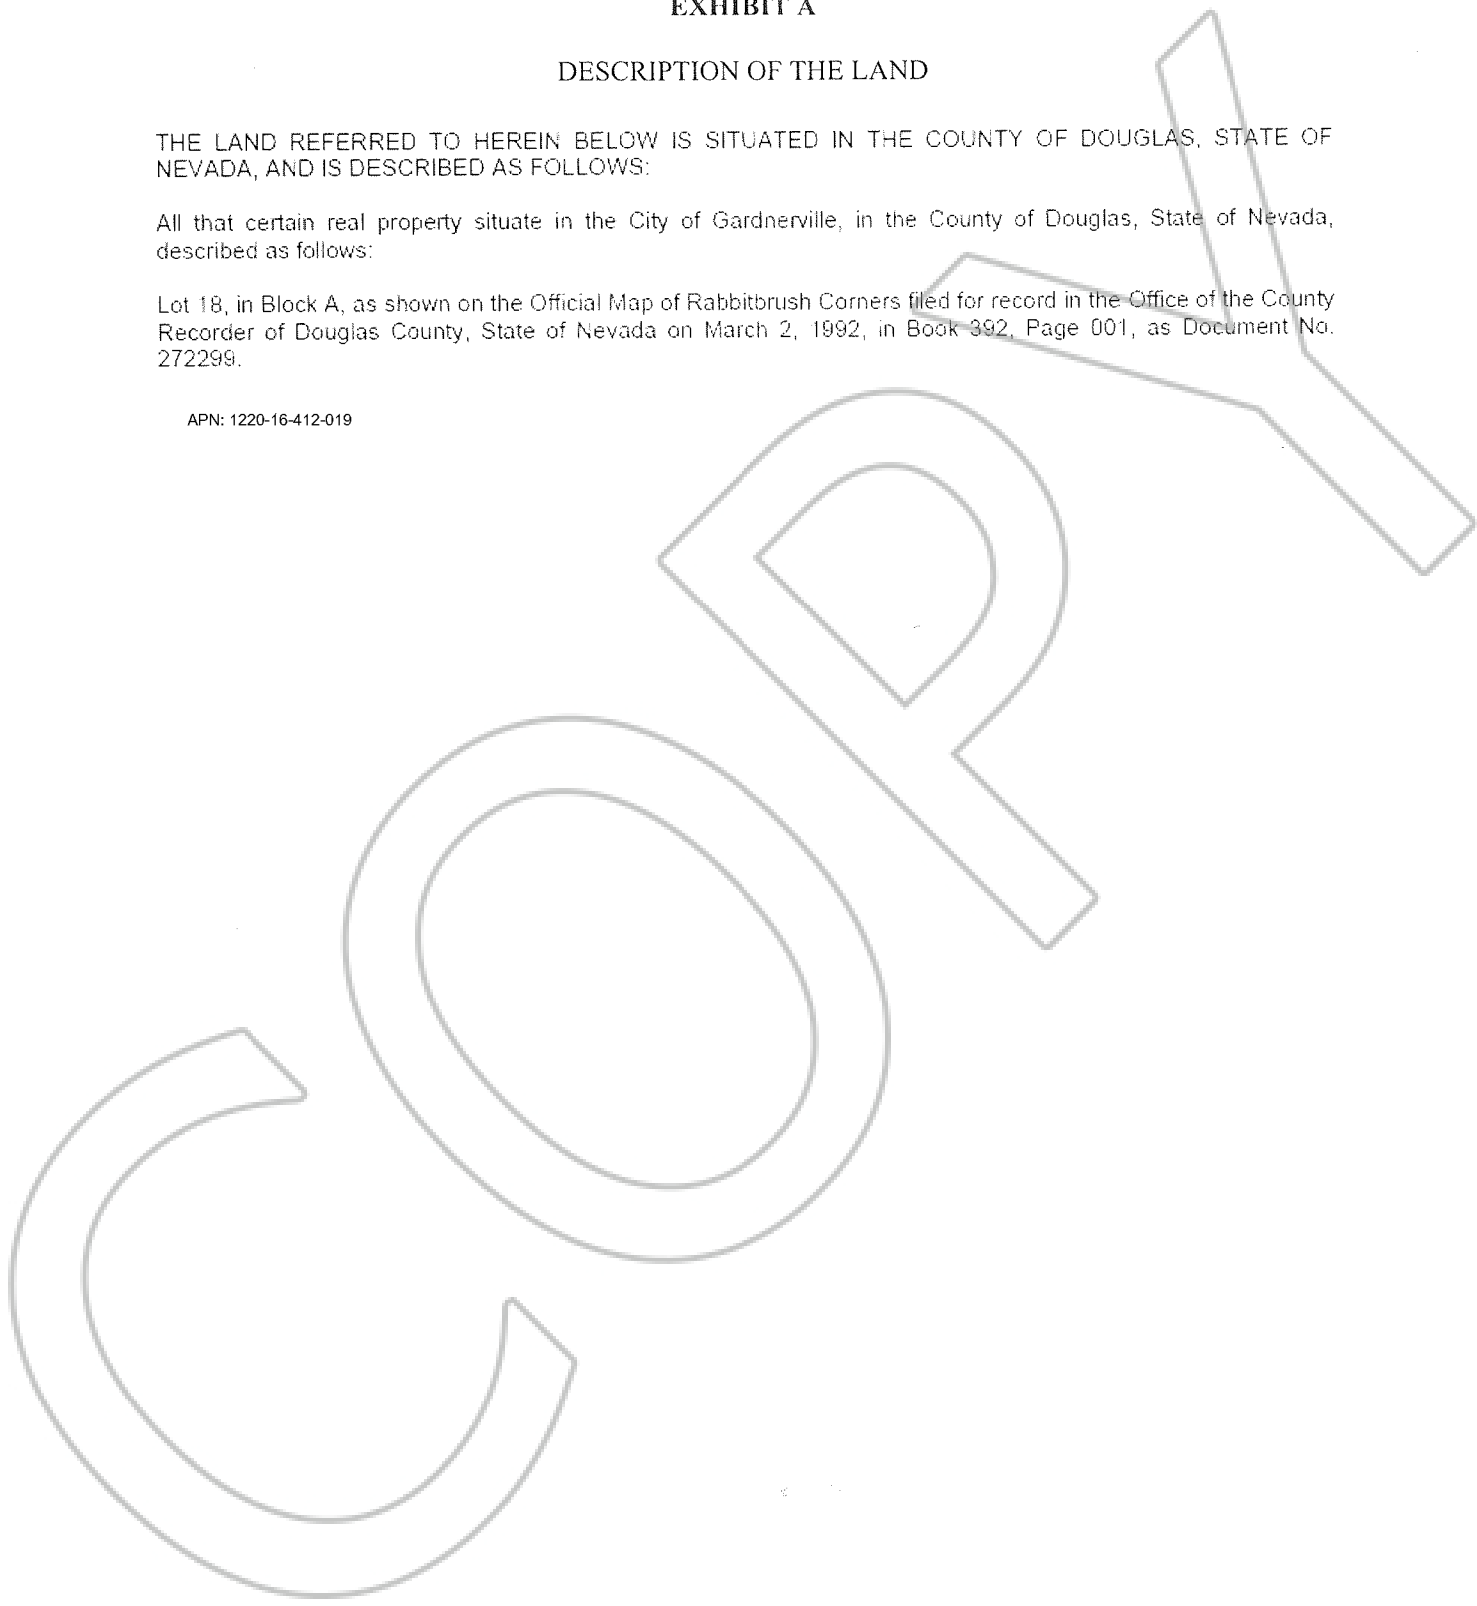 EXHIBIT A
DESCRIPTION OF THE LAND
THE LAND REFERRED TO HEREIN BELOW IS SITUATED IN THE COUNTY OF DOUGLAS, STATE OF
NEVADA, AND IS DESCRIBED AS FOLLOWS:
All that certain real property situate in the City of Gardnerville, in the County of Douglas, State of Nevada,
described as follows:
Lot 18, in Block A, as shown on the Official Map of Rabbitbrush Corners filed for record in the Office of the County
Recorder of Douglas County, State of Nevada on March 2, 1992, in Book 392, Page 001, as Document No.
272299.
APN: 1220-16-412-019
COPY